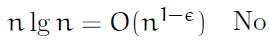 n lg n = O(n^{1−ϵ})   No